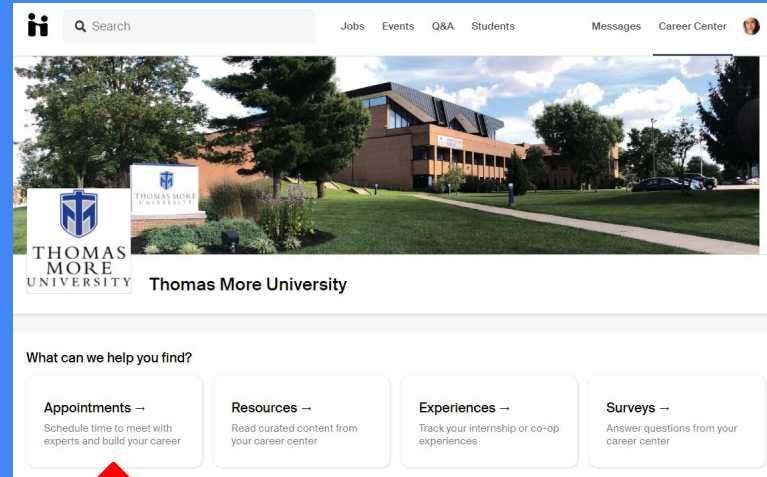 Search
Jobs Events Q&A Students Messages Career Center
THOMAS MORE
UNIVERSITY
THOMAS
MORE
UNIVERSITY
Thomas More University
What can we help you find?
Appointments →
Schedule time to meet with
experts and build your career
Resources →
Read curated content from
your career center
Experiences →
Track your internship or co-op
experiences
Surveys →
Answer questions from your
career center